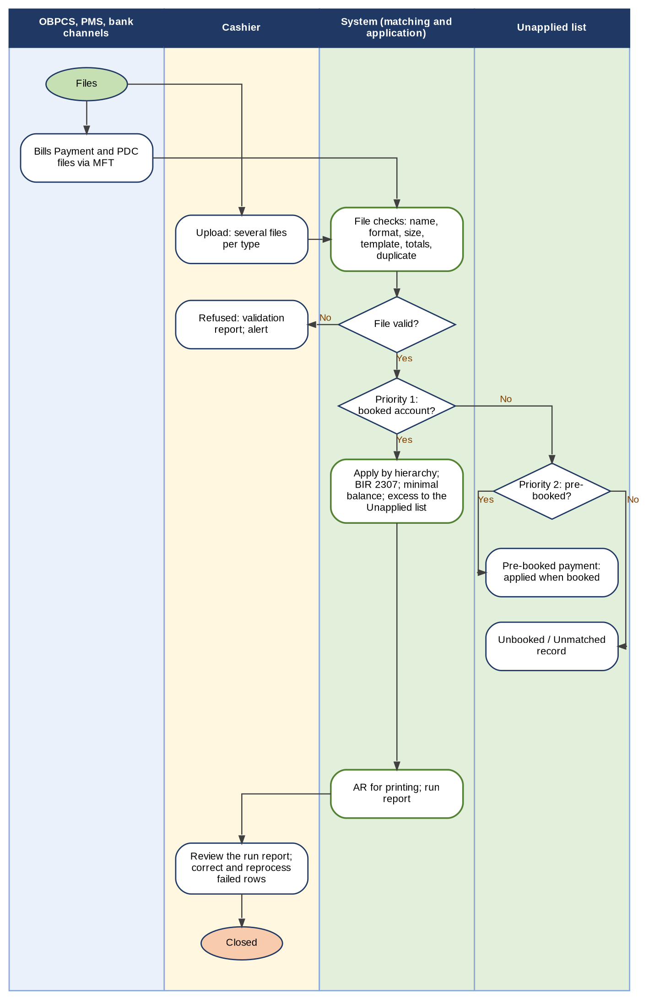 OBPCS, PMS, bank
channels
Cashier
System (matching and
application)
Unapplied list
Files
Bills Payment and PDC
files via MFT
Upload: several files
per type
File checks: name,
format, size,
template, totals,
duplicate
Refused: validation
report; alert
No
File valid?
Yes
Priority 1:
booked account?
No
Yes
Apply by hierarchy;
BIR 2307; minimal
balance; excess to the
Unapplied list
Priority 2: pre-
booked?
Yes
No
Pre-booked payment:
applied when booked
Unbooked / Unmatched
record
AR for printing; run
report
Review the run report;
correct and reprocess
failed rows
Closed